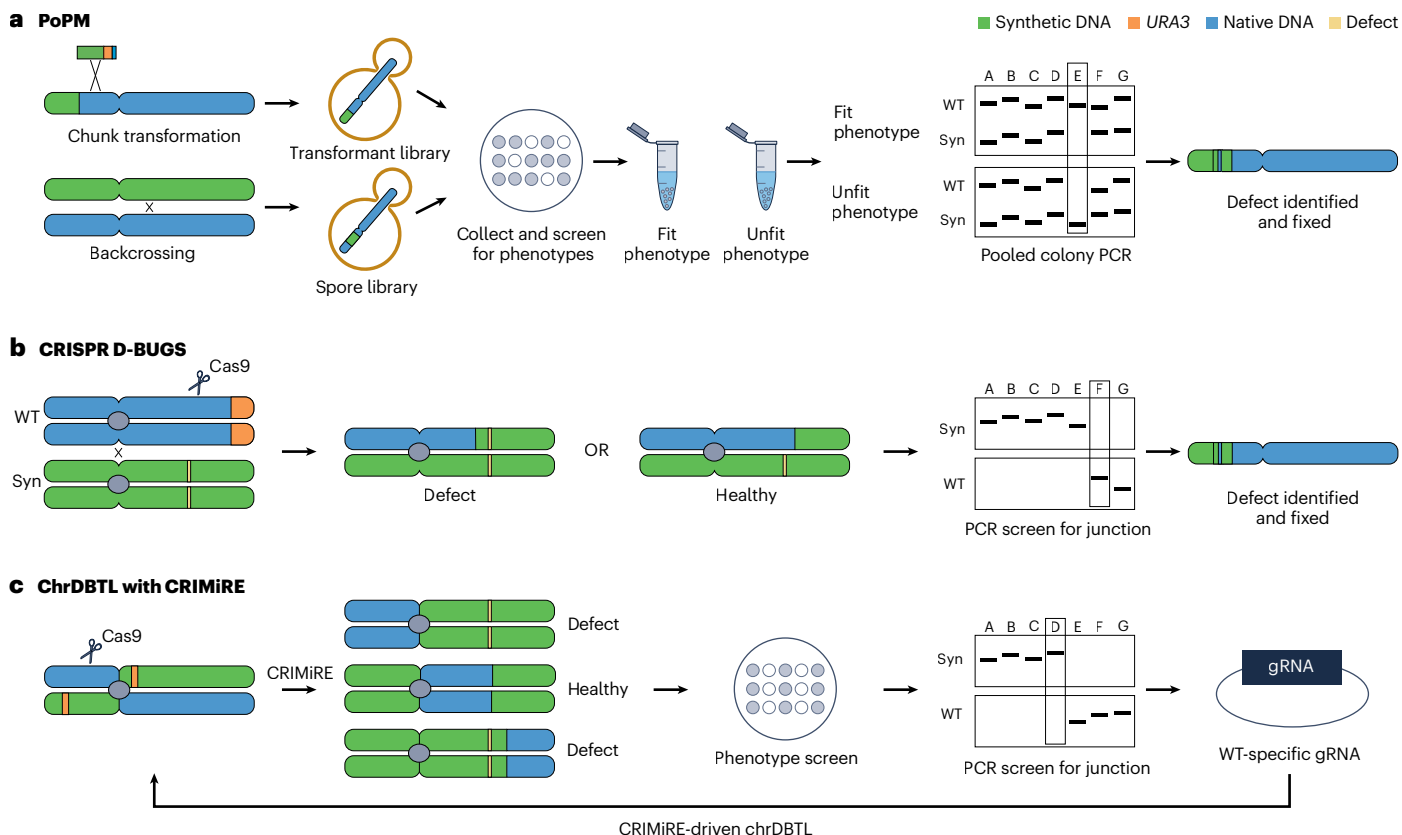 a PoPM
Synthetic DNA
URA3
Native DNA
Defect
Chunk transformation
x
Backcrossing
Transformant library
Spore library
Collect and screen
for phenotypes
Fit
phenotype
Unfit
phenotype
Fit
phenotype
Unfit
phenotype
A B C D E F G
WT
Syn
WT
Syn
Pooled colony PCR
Defect identified
and fixed
b CRISPR D-BUGS
Cas9
WT
x
Syn
Defect
OR
Healthy
A B C D E F G
Syn
WT
PCR screen for junction
Defect identified
and fixed
c ChrDBTL with CRIMiRE
Cas9
CRIMiRE
Defect
Healthy
Defect
Phenotype screen
A B C D E F G
Syn
WT
PCR screen for junction
gRNA
WT-specific gRNA
CRIMiRE-driven chrDBTL